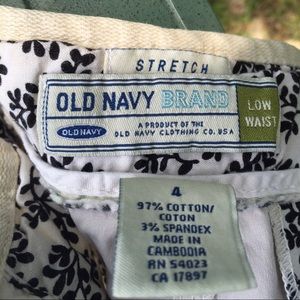 STRETCH
OLD NAVY BRAND
LOW
WAIST
OLD NAVY
A PRODUCT OF THE
OLD NAVY CLOTHING CO. USA
4
97% COTTON/
COTON
3% SPANDEX
MADE IN
CAMBODIA
RN 54023
CA 17897